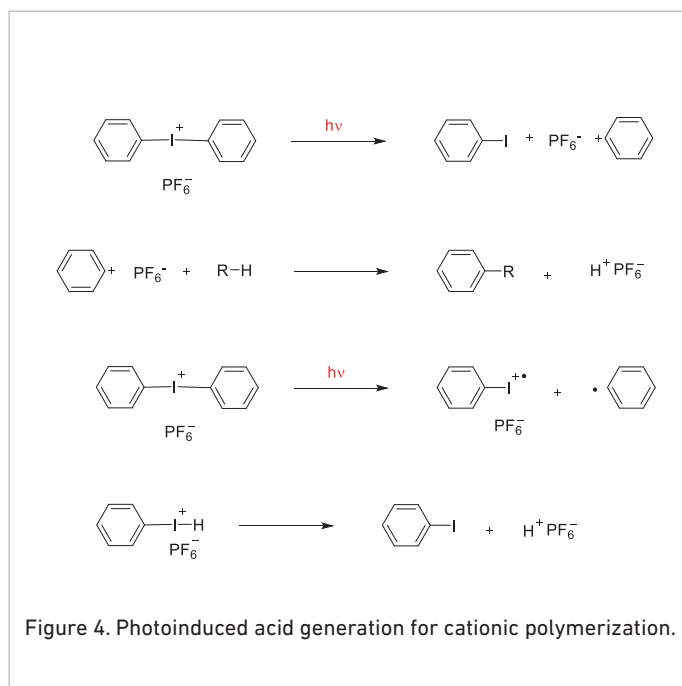 I⁺ PF₆⁻ hν I + PF₆⁻ +
+ PF₆⁻ + R–H R + H⁺ PF₆⁻
I⁺ PF₆⁻ hν I⁺• PF₆⁻ + •
I⁺–H PF₆⁻ I + H⁺ PF₆⁻
Figure 4. Photoinduced acid generation for cationic polymerization.